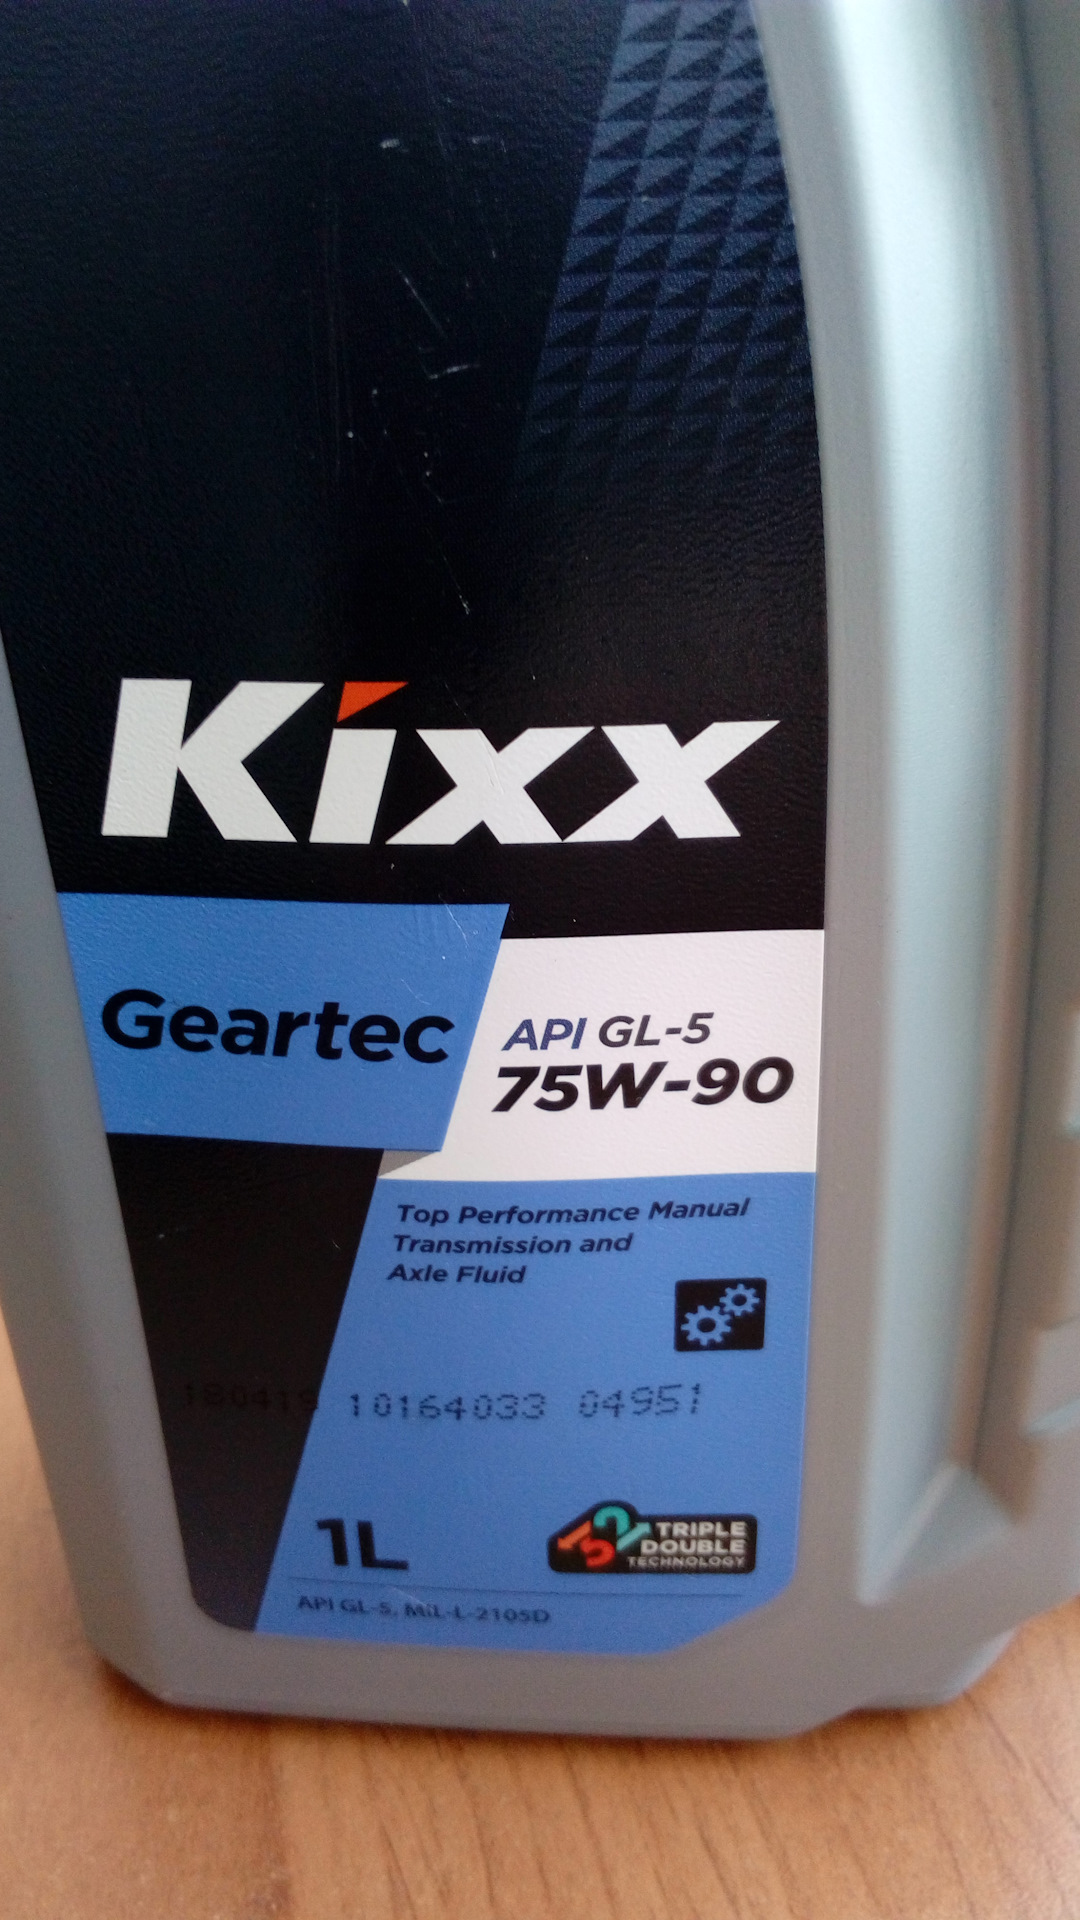 Kixx
Geartec
API GL-5
75W-90
Top Performance Manual
Transmission and
Axle Fluid
180419 10164033 04951
1L
TRIPLE
DOUBLE
TECHNOLOGY
API GL-5, MIL-L-2105D